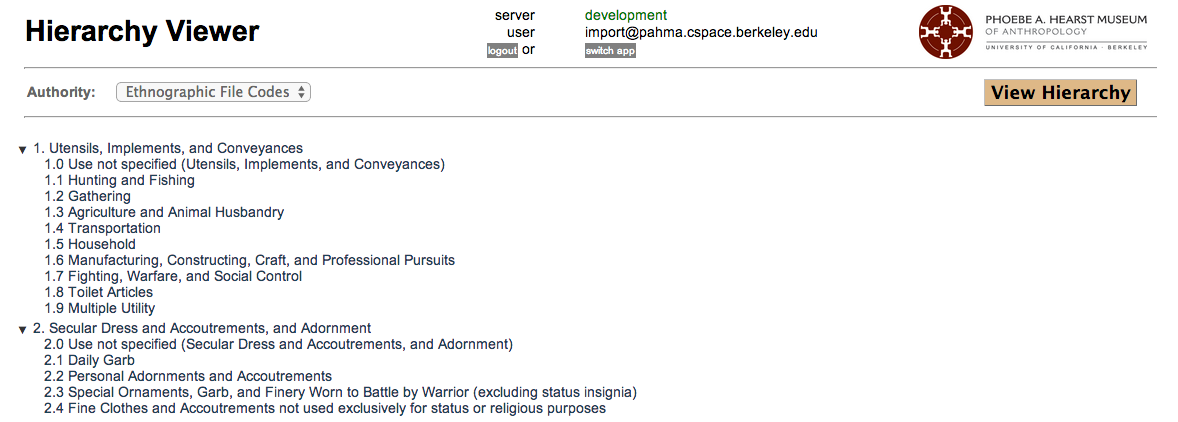 Hierarchy Viewer
server development
user import@pahma.cspace.berkeley.edu
logout or switch app
PHOEBE A. HEARST MUSEUM
OF ANTHROPOLOGY
UNIVERSITY OF CALIFORNIA · BERKELEY
Authority: Ethnographic File Codes
View Hierarchy
1. Utensils, Implements, and Conveyances
1.0 Use not specified (Utensils, Implements, and Conveyances)
1.1 Hunting and Fishing
1.2 Gathering
1.3 Agriculture and Animal Husbandry
1.4 Transportation
1.5 Household
1.6 Manufacturing, Constructing, Craft, and Professional Pursuits
1.7 Fighting, Warfare, and Social Control
1.8 Toilet Articles
1.9 Multiple Utility
2. Secular Dress and Accoutrements, and Adornment
2.0 Use not specified (Secular Dress and Accoutrements, and Adornment)
2.1 Daily Garb
2.2 Personal Adornments and Accoutrements
2.3 Special Ornaments, Garb, and Finery Worn to Battle by Warrior (excluding status insignia)
2.4 Fine Clothes and Accoutrements not used exclusively for status or religious purposes